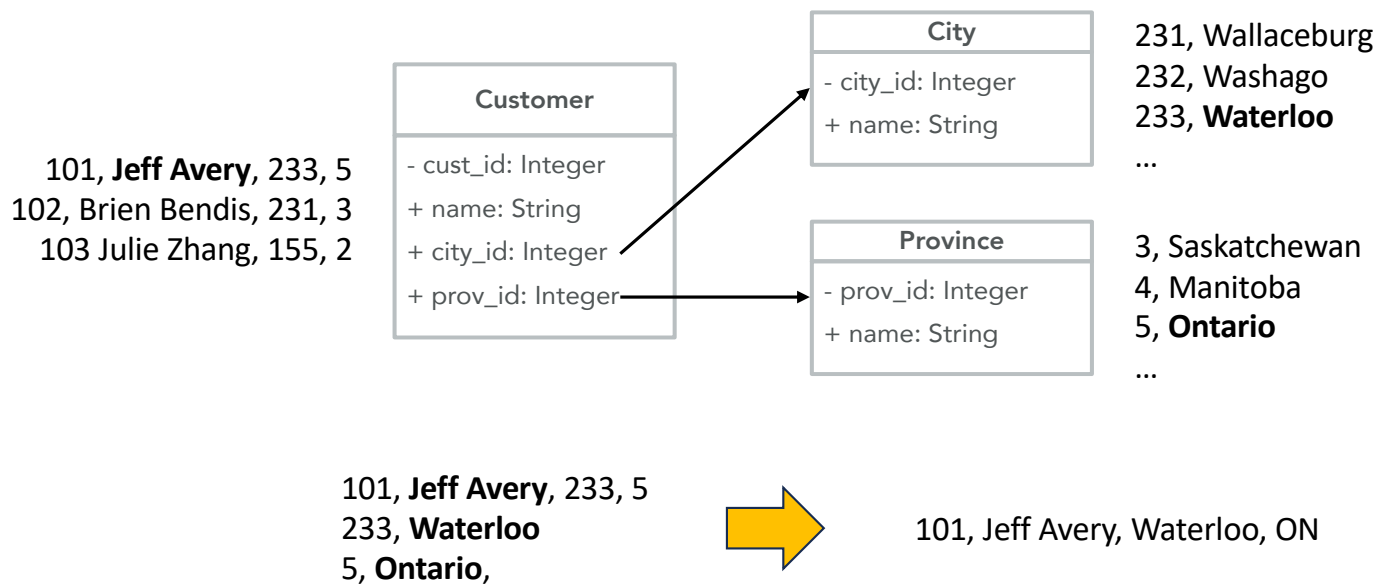 101, Jeff Avery, 233, 5
102, Brien Bendis, 231, 3
103 Julie Zhang, 155, 2
Customer
- cust_id: Integer
+ name: String
+ city_id: Integer
+ prov_id: Integer
City
- city_id: Integer
+ name: String
231, Wallaceburg
232, Washago
233, Waterloo
...
Province
- prov_id: Integer
+ name: String
3, Saskatchewan
4, Manitoba
5, Ontario
...
101, Jeff Avery, 233, 5
233, Waterloo
5, Ontario,
101, Jeff Avery, Waterloo, ON